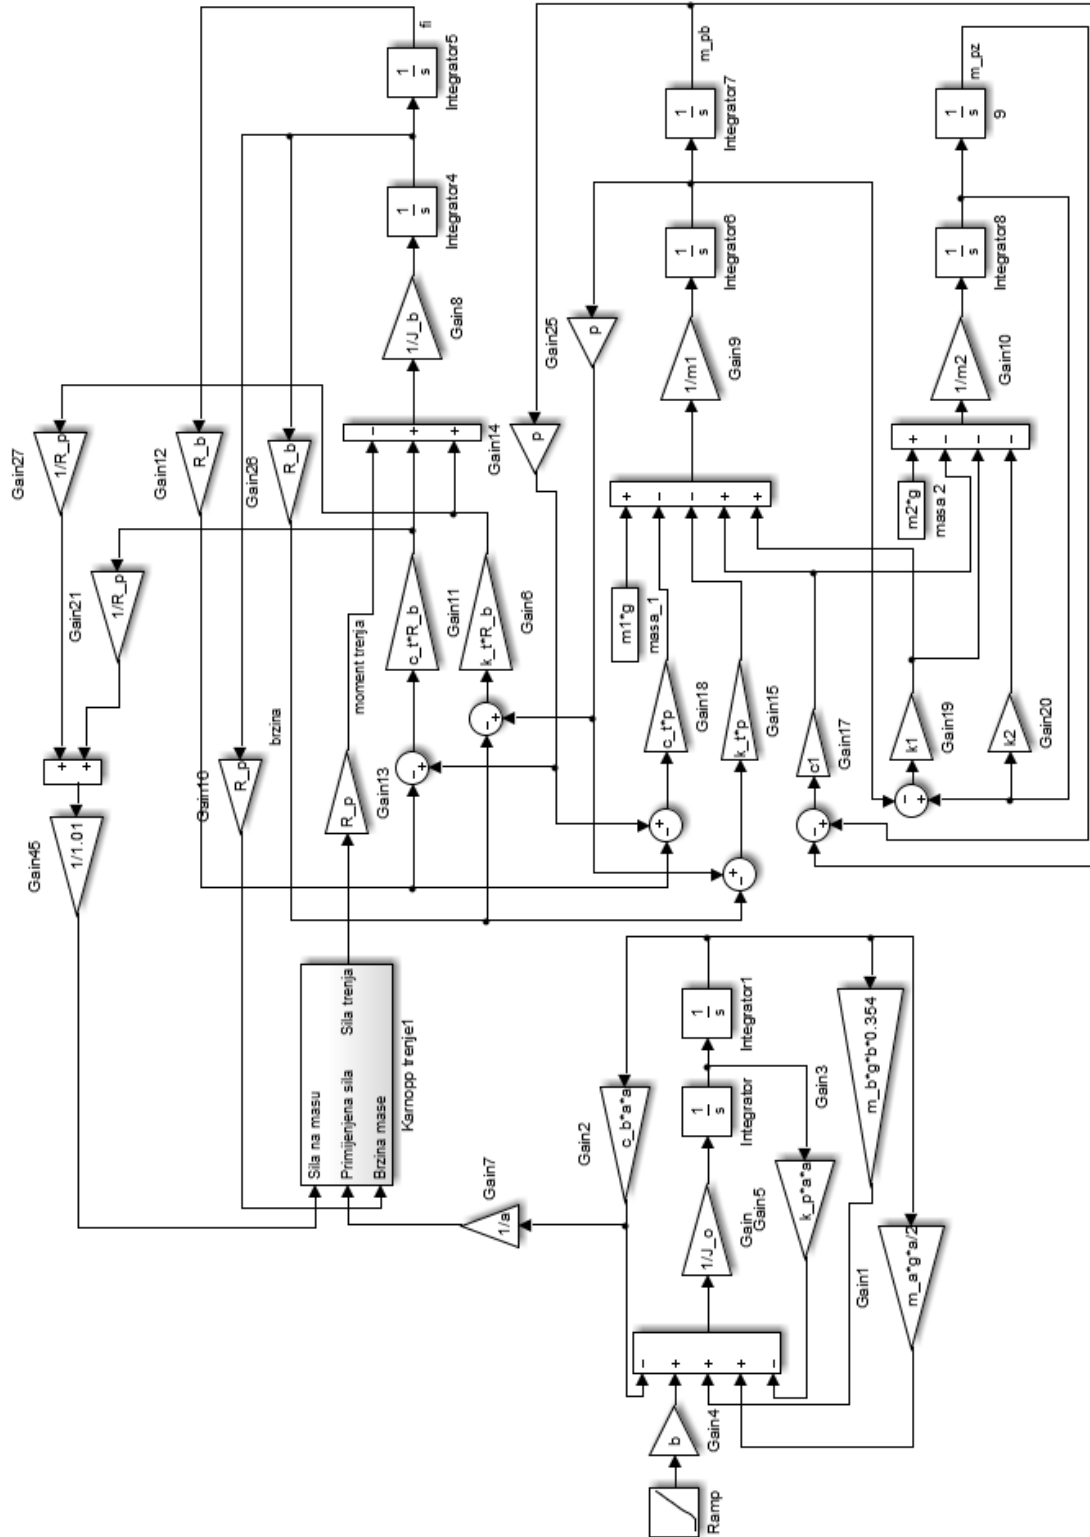 Ramp
b
Gain4
-
+
+
+
-
1/J_o
Gain
Gain5
1
s
Integrator
1
s
Integrator1
c_b*a*a
Gain2
k_p*a*a
Gain3
m_b*g*b*0.354
m_a*g*a/2
Gain1
1/a
Gain7
Sila na masu
Primijenjena sila
Brzina mase
Sila trenja
Karnopp trenje1
1/1.01
Gain45
+
+
R_p
brzina
R_p
Gain13
moment trenja
1/R_p
Gain27
1/R_p
Gain21
R_b
Gain12
R_b
Gain26
-
+
-
+
c_t*R_b
Gain11
k_t*R_b
Gain6
-
+
+
Gain14
1/J_b
Gain8
1
s
Integrator4
1
s
Integrator5
fi
p
p
Gain25
+
-
+
-
c_t*p
Gain18
k_t*p
Gain15
m1*g
masa_1
+
-
-
+
+
1/m1
Gain9
1
s
Integrator6
1
s
Integrator7
m_pb
-
+
-
+
c1
Gain17
k1
Gain19
k2
Gain20
m2*g
masa 2
+
-
-
-
1/m2
Gain10
1
s
Integrator8
1
s
9
m_pz